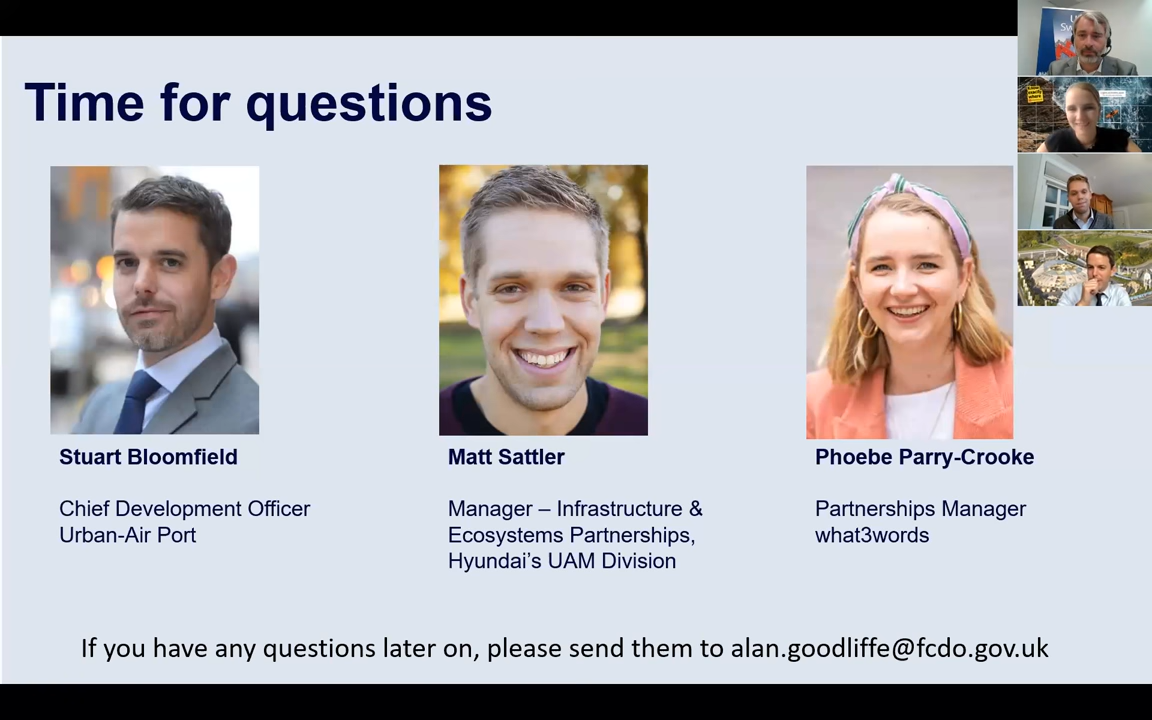 Time for questions
Stuart Bloomfield
Chief Development Officer
Urban-Air Port
Matt Sattler
Manager – Infrastructure &
Ecosystems Partnerships,
Hyundai's UAM Division
Phoebe Parry-Crooke
Partnerships Manager
what3words
If you have any questions later on, please send them to alan.goodliffe@fcdo.gov.uk